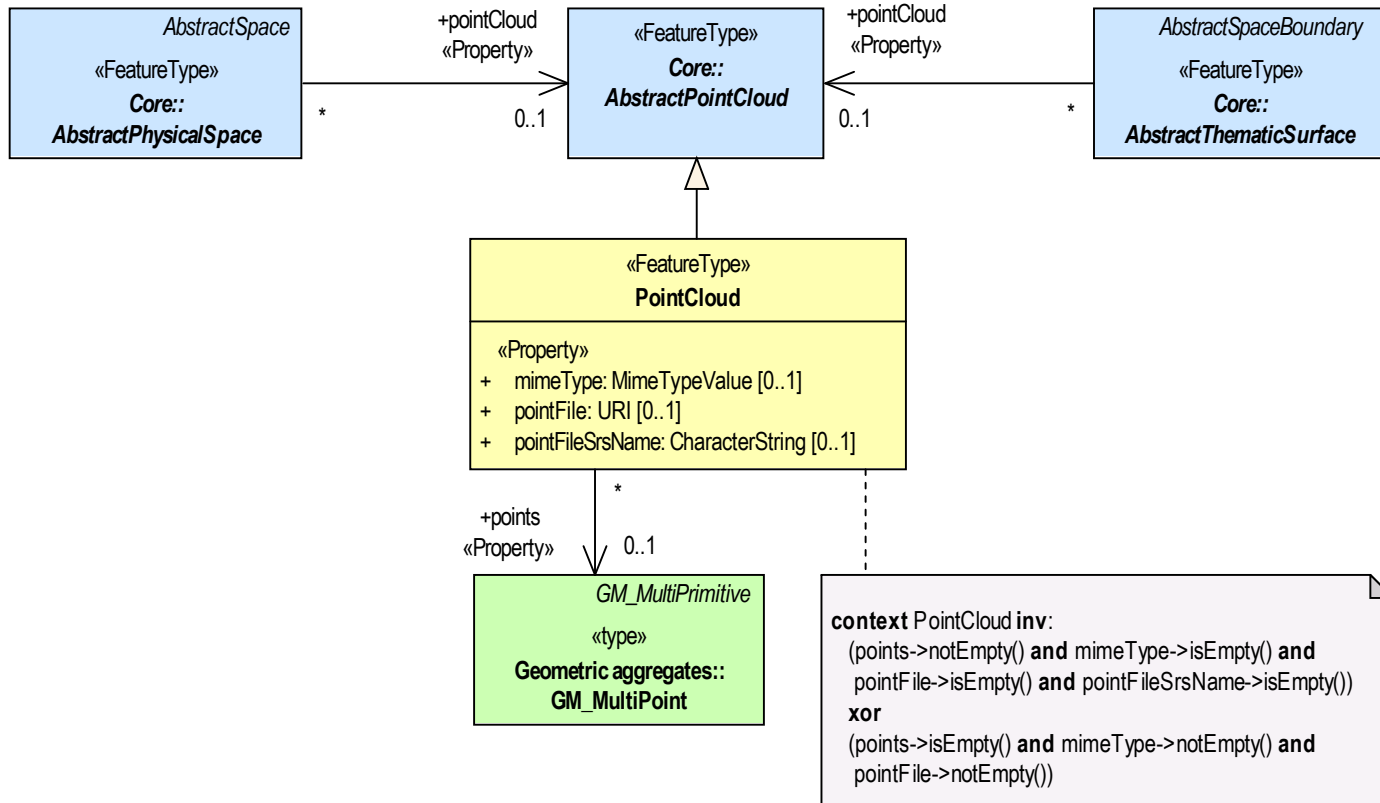 AbstractSpace
«FeatureType»
Core::
AbstractPhysicalSpace
+pointCloud
«Property»
*
0..1
«FeatureType»
Core::
AbstractPointCloud
+pointCloud
«Property»
0..1
*
AbstractSpaceBoundary
«FeatureType»
Core::
AbstractThematicSurface
«FeatureType»
PointCloud
«Property»
+ mimeType: MimeTypeValue [0..1]
+ pointFile: URI [0..1]
+ pointFileSrsName: CharacterString [0..1]
*
+points
«Property»
0..1
GM_MultiPrimitive
«type»
Geometric aggregates::
GM_MultiPoint
context PointCloud inv:
(points->notEmpty() and mimeType->isEmpty() and
pointFile->isEmpty() and pointFileSrsName->isEmpty())
xor
(points->isEmpty() and mimeType->notEmpty() and
pointFile->notEmpty())